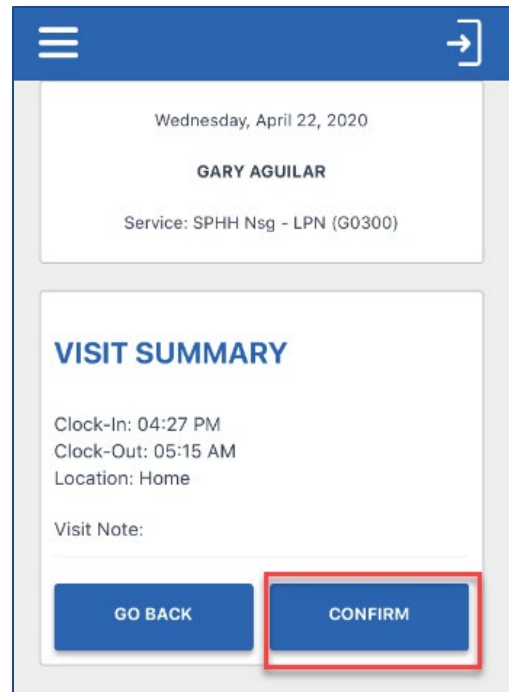 Wednesday, April 22, 2020
GARY AGUILAR
Service: SPHH Nsg - LPN (G0300)
VISIT SUMMARY
Clock-In: 04:27 PM
Clock-Out: 05:15 AM
Location: Home
Visit Note:
GO BACK
CONFIRM